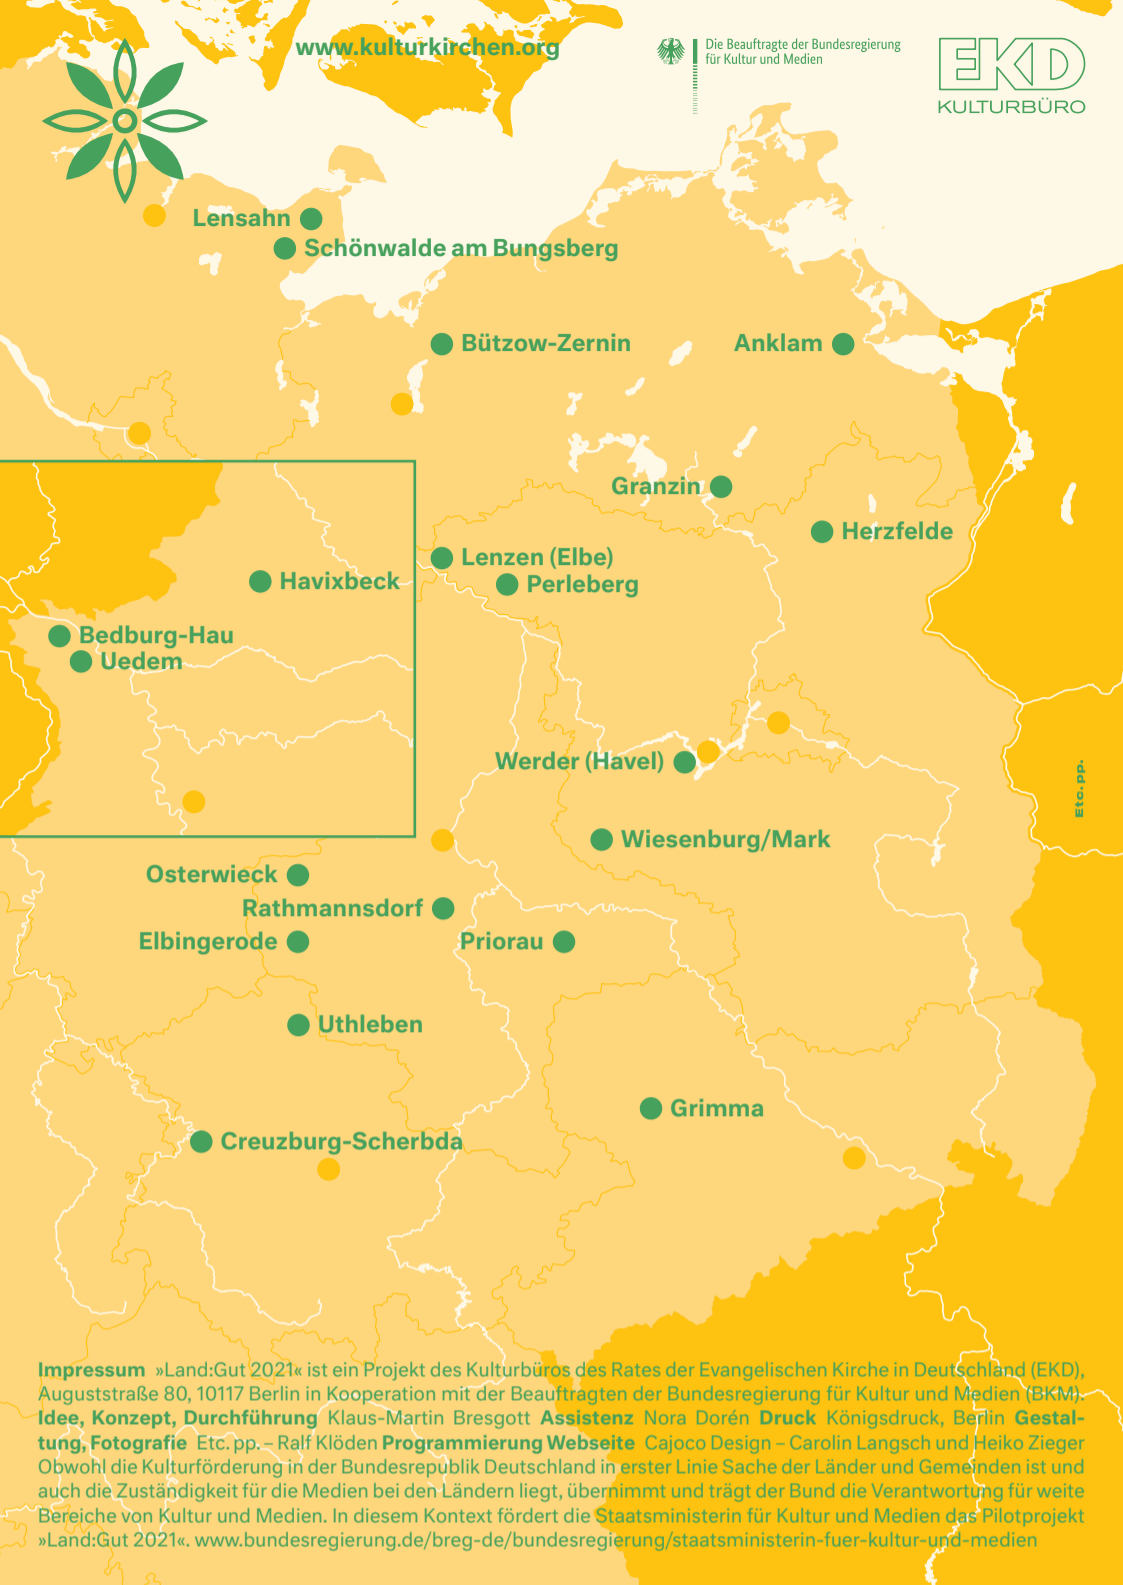 www.kulturkirchen.org
Die Beauftragte der Bundesregierung
für Kultur und Medien
EKD
KULTURBÜRO
Lensahn
Schönwalde am Bungsberg
Bützow-Zernin
Anklam
Granzin
Herzfelde
Lenzen (Elbe)
Perleberg
Havixbeck
Bedburg-Hau
Uedem
Werder (Havel)
Etc. pp.
Wiesenburg/Mark
Osterwieck
Rathmannsdorf
Elbingerode
Priorau
Uthleben
Grimma
Creuzburg-Scherbda
Impressum »Land:Gut 2021« ist ein Projekt des Kulturbüros des Rates der Evangelischen Kirche in Deutschland (EKD),
Auguststraße 80, 10117 Berlin in Kooperation mit der Beauftragten der Bundesregierung für Kultur und Medien (BKM).
Idee, Konzept, Durchführung Klaus-Martin Bresgott Assistenz Nora Dorén Druck Königsdruck, Berlin Gestal-
tung, Fotografie Etc. pp. – Ralf Klöden Programmierung Webseite Cajoco Design – Carolin Langsch und Heiko Zieger
Obwohl die Kulturförderung in der Bundesrepublik Deutschland in erster Linie Sache der Länder und Gemeinden ist und
auch die Zuständigkeit für die Medien bei den Ländern liegt, übernimmt und trägt der Bund die Verantwortung für weite
Bereiche von Kultur und Medien. In diesem Kontext fördert die Staatsministerin für Kultur und Medien das Pilotprojekt
»Land:Gut 2021«. www.bundesregierung.de/breg-de/bundesregierung/staatsministerin-fuer-kultur-und-medien